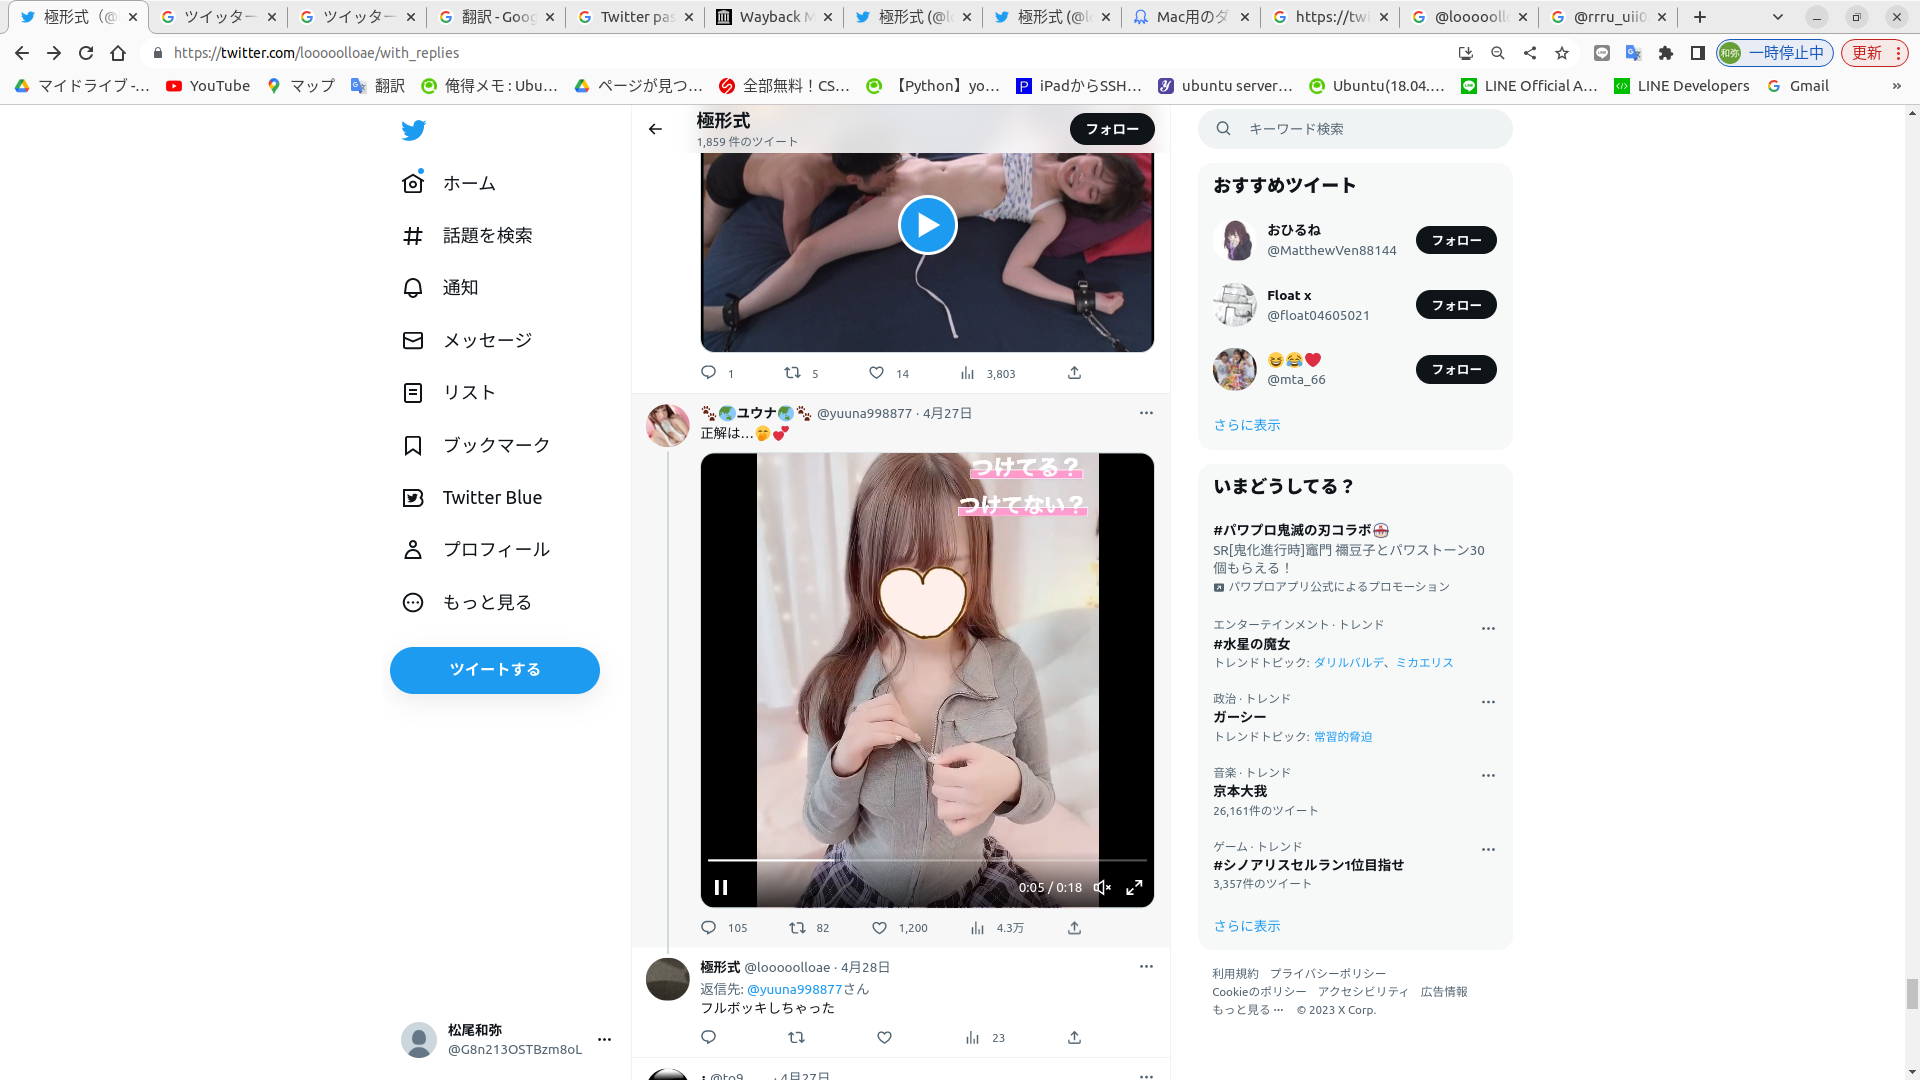 極形式（@
ツイッター
ツイッター
翻訳 - Goog
Twitter pas
Wayback M
極形式 (@lo
極形式 (@lo
Mac用のダ
https://twi
@looooollo
@rrru_uii0
https://twitter.com/looooolloae/with_replies
和弥 一時停止中
更新
マイドライブ -...
YouTube
マップ
翻訳
俺得メモ : Ubu...
ページが見つ...
全部無料！CS...
【Python】yo...
iPadからSSH...
ubuntu server...
Ubuntu(18.04....
LINE Official A...
LINE Developers
Gmail
»
ホーム
話題を検索
通知
メッセージ
リスト
ブックマーク
Twitter Blue
プロフィール
もっと見る
ツイートする
松尾和弥
@G8n213OSTBzm8oL
極形式
1,859 件のツイート
フォロー
1 5 14 3,803
🐾🌏ユウナ🌏🐾 @yuuna998877 · 4月27日
正解は…🤭💕
つけてる？
つけてない？
0:05 / 0:18
105 82 1,200 4.3万
極形式 @looooolloae · 4月28日
返信先: @yuuna998877さん
フルボッキしちゃった
23
· 4月27日
キーワード検索
おすすめツイート
おひるね
@MatthewVen88144
フォロー
Float x
@float04605021
フォロー
😆😂❤️
@mta_66
フォロー
さらに表示
いまどうしてる？
#パワプロ鬼滅の刃コラボ
SR[鬼化進行時]竈門 禰豆子とパワストーン30
個もらえる！
パワプロアプリ公式によるプロモーション
エンターテインメント · トレンド
#水星の魔女
トレンドトピック: ダリルバルデ、ミカエリス
政治 · トレンド
ガーシー
トレンドトピック: 常習的脅迫
音楽 · トレンド
京本大我
26,161件のツイート
ゲーム · トレンド
#シノアリスセルラン1位目指せ
3,357件のツイート
さらに表示
利用規約 プライバシーポリシー
Cookieのポリシー アクセシビリティ 広告情報
もっと見る ··· © 2023 X Corp.